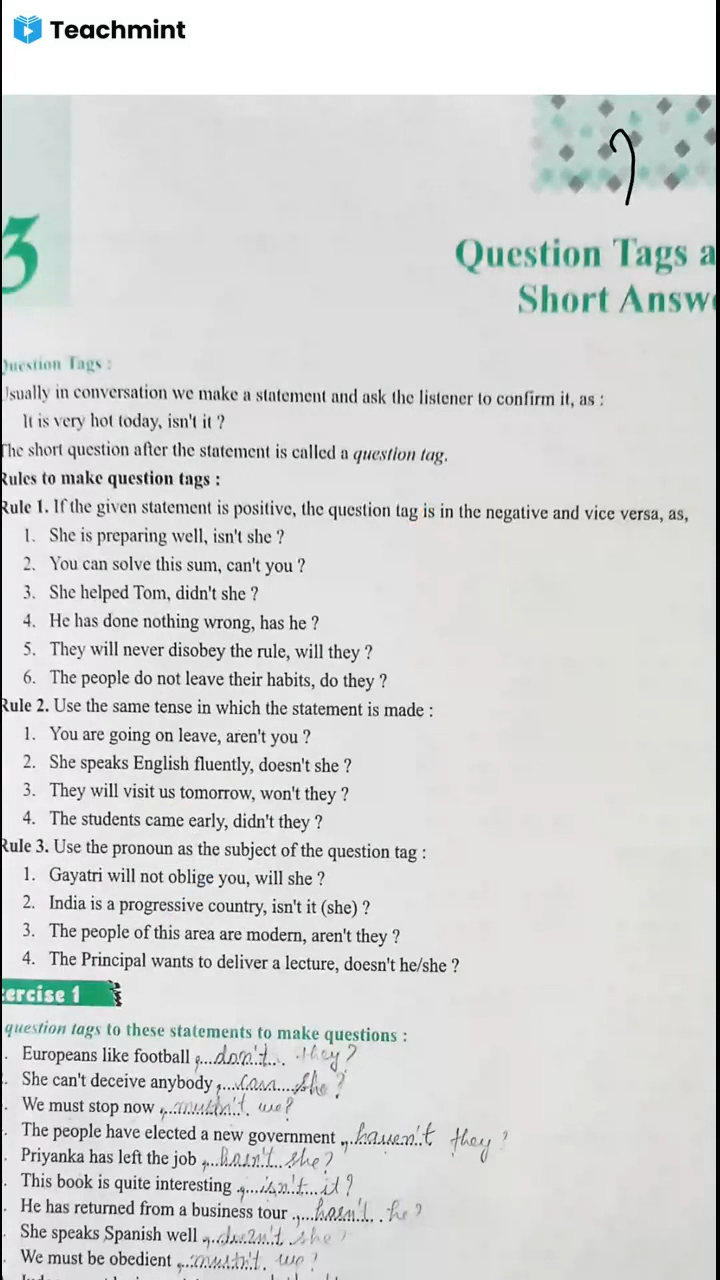 Teachmint
3
Question Tags a
Short Answ
Question Tags :
Usually in conversation we make a statement and ask the listener to confirm it, as :
It is very hot today, isn't it ?
The short question after the statement is called a question tag.
Rules to make question tags :
Rule 1. If the given statement is positive, the question tag is in the negative and vice versa, as,
1. She is preparing well, isn't she ?
2. You can solve this sum, can't you ?
3. She helped Tom, didn't she ?
4. He has done nothing wrong, has he ?
5. They will never disobey the rule, will they ?
6. The people do not leave their habits, do they ?
Rule 2. Use the same tense in which the statement is made :
1. You are going on leave, aren't you ?
2. She speaks English fluently, doesn't she ?
3. They will visit us tomorrow, won't they ?
4. The students came early, didn't they ?
Rule 3. Use the pronoun as the subject of the question tag :
1. Gayatri will not oblige you, will she ?
2. India is a progressive country, isn't it (she) ?
3. The people of this area are modern, aren't they ?
4. The Principal wants to deliver a lecture, doesn't he/she ?
ercise 1
question tags to these statements to make questions :
. Europeans like football ,...don't... they?
. She can't deceive anybody ,...can...she?
. We must stop now ,...mustn't. we?
. The people have elected a new government ,..haven't they?
. Priyanka has left the job ,...hasn't. she?
. This book is quite interesting ,...isn't...it?
. He has returned from a business tour ,...hasn't. he?
. She speaks Spanish well ,.doesn't she?
. We must be obedient ,..mustn't. we?